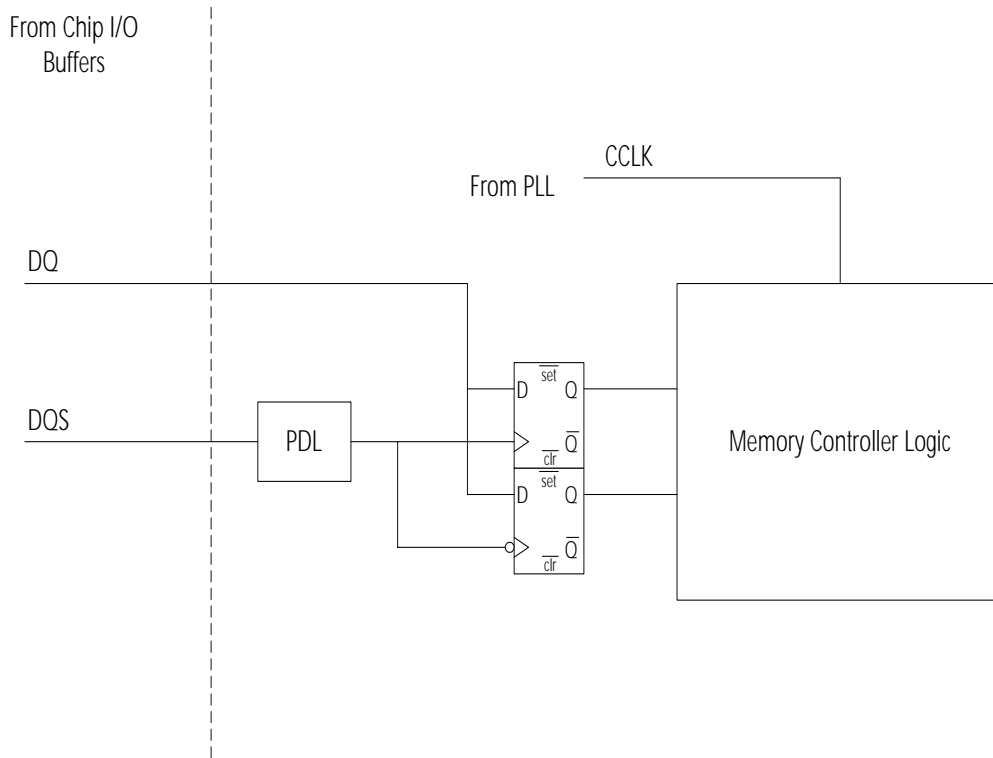 From Chip I/O
Buffers
CCLK
From PLL
DQ
set
D Q
DQS
PDL
Q
clr
Memory Controller Logic
set
D Q
Q
clr